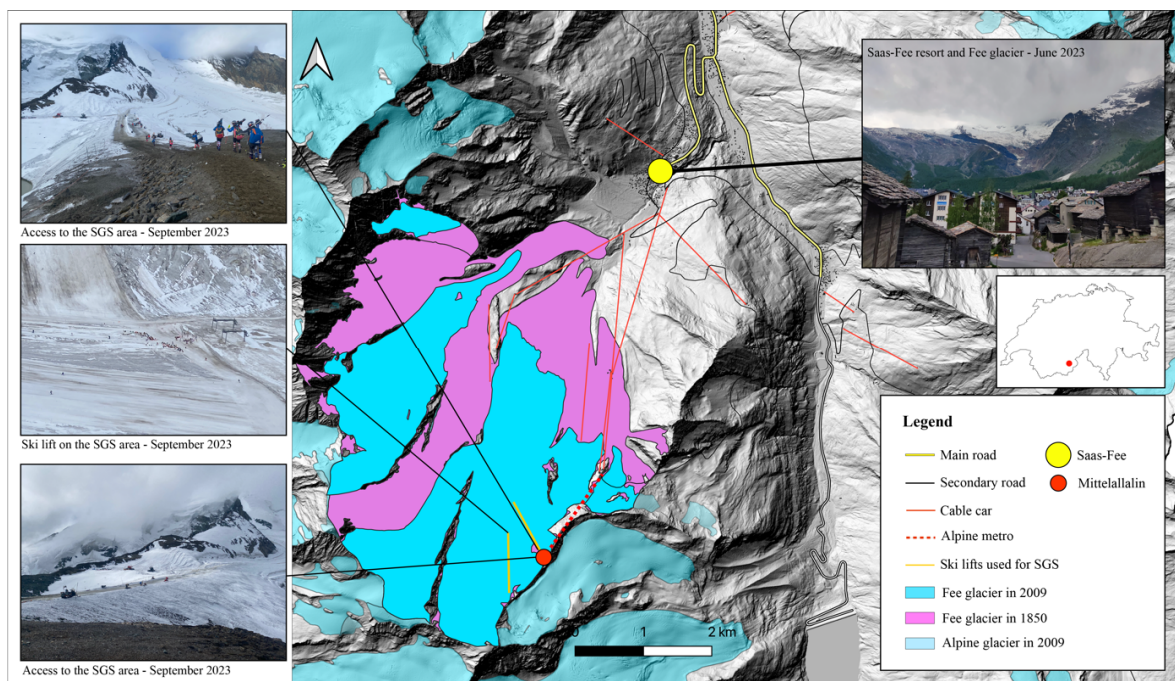 Access to the SGS area - September 2023
Ski lift on the SGS area - September 2023
Access to the SGS area - September 2023
Saas-Fee resort and Fee glacier - June 2023
Legend
Main road
Secondary road
Cable car
Alpine metro
Ski lifts used for SGS
Fee glacier in 2009
Fee glacier in 1850
Alpine glacier in 2009
Saas-Fee
Mittelallalin
0 1 2 km